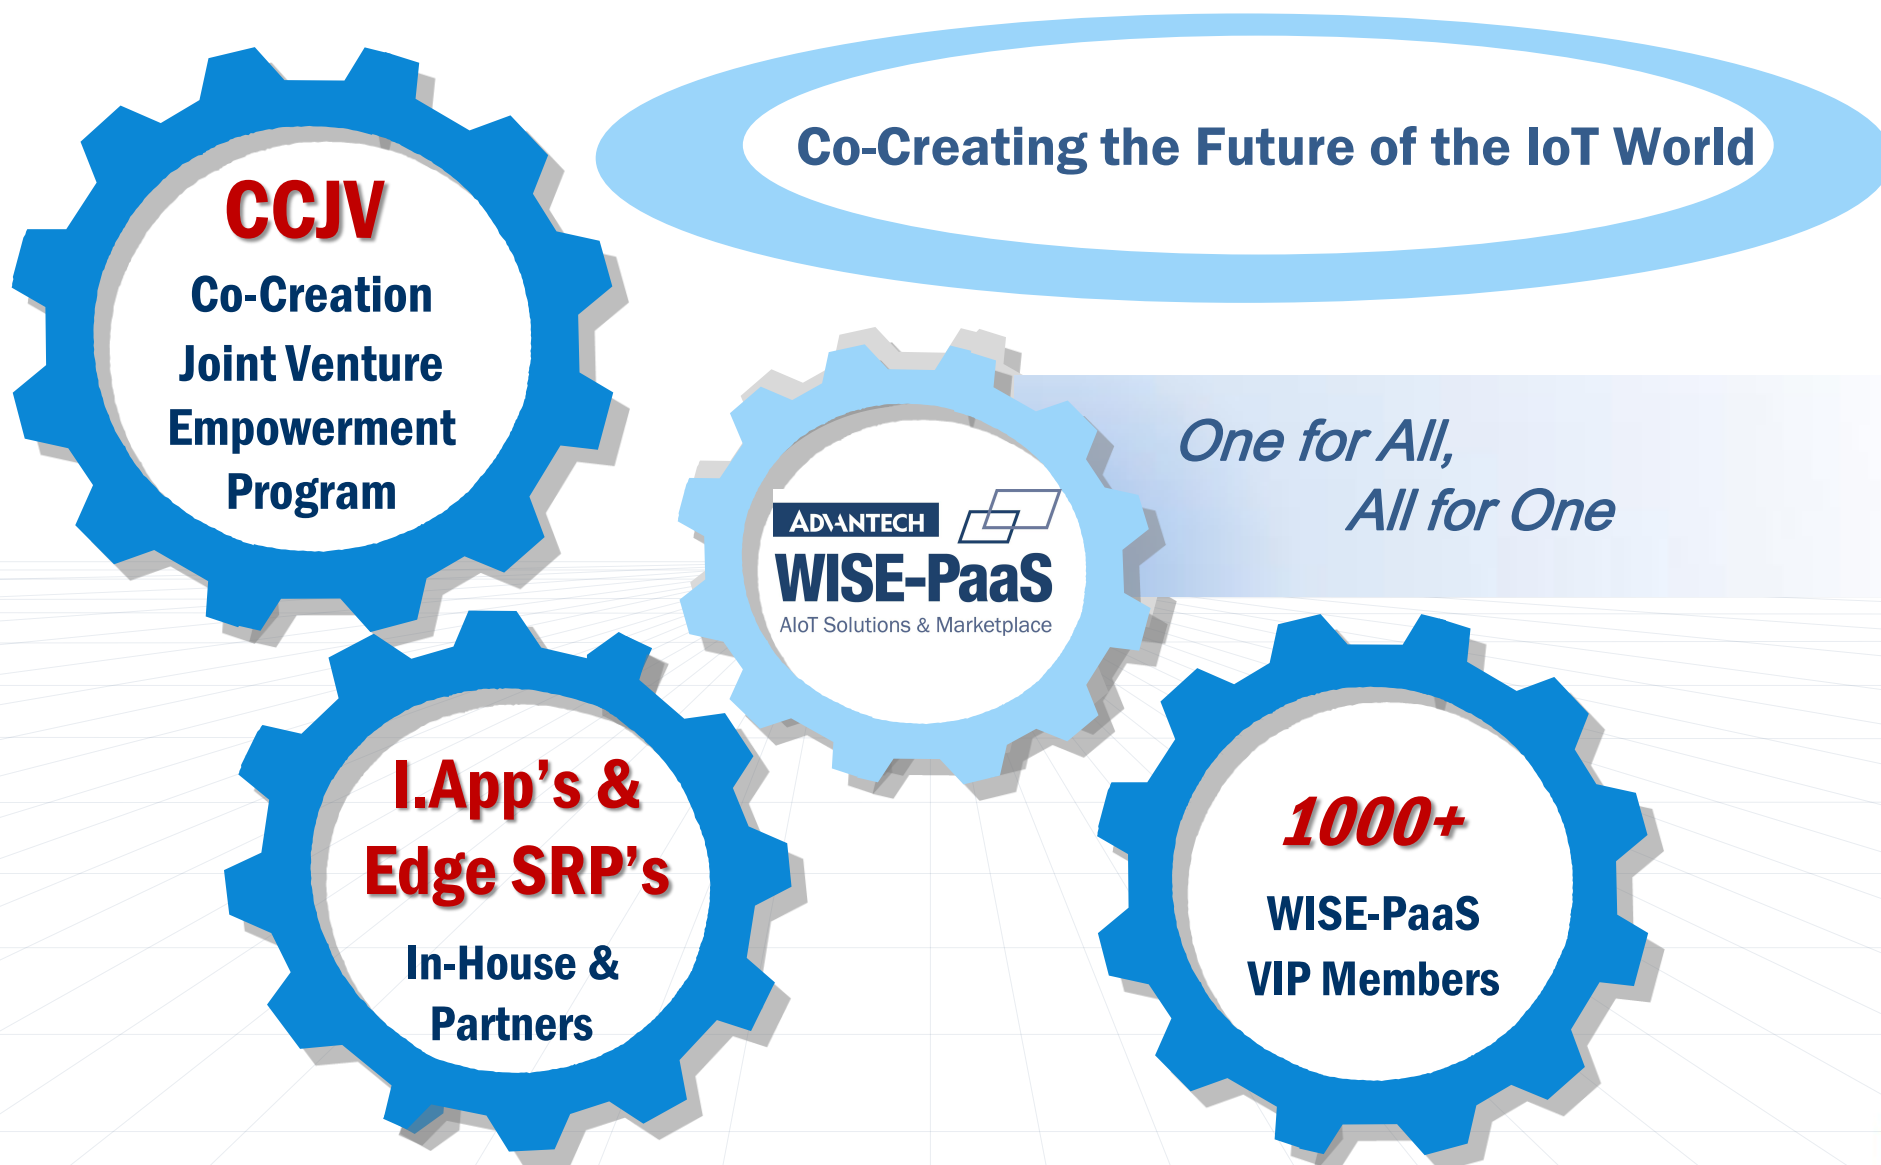 Co-Creating the Future of the IoT World
CCJV
Co-Creation
Joint Venture
Empowerment
Program
One for All,
All for One
ADVANTECH
WISE-PaaS
AIoT Solutions & Marketplace
I.App’s &
Edge SRP’s
In-House &
Partners
1000+
WISE-PaaS
VIP Members